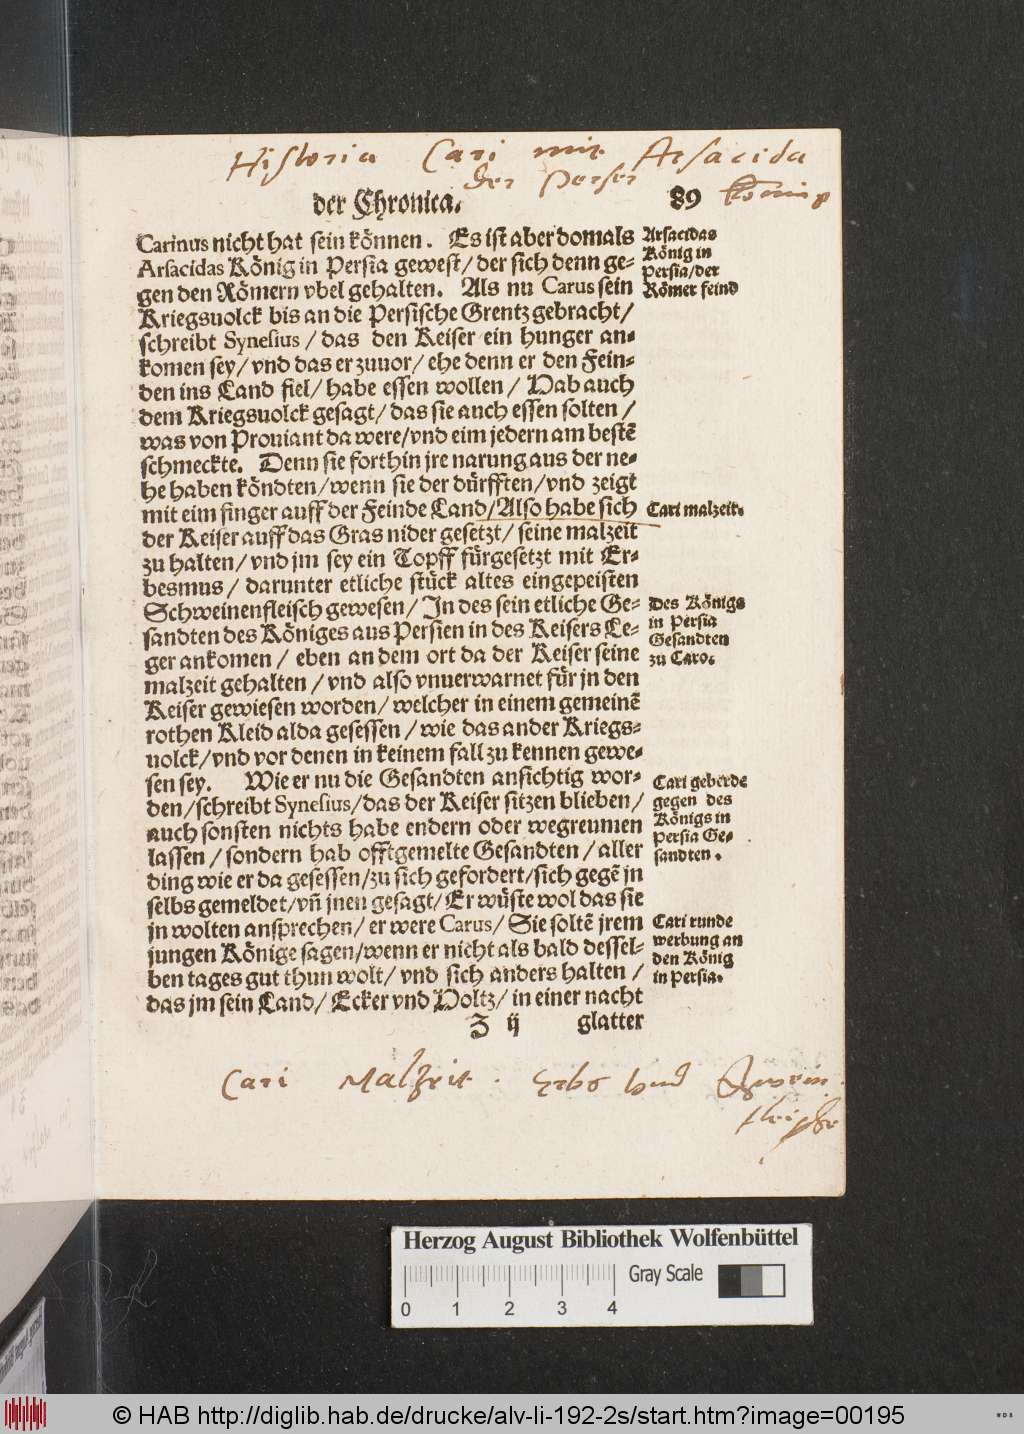 Historia Cari mit Arsacida
der Perser König
der Chronica. 89
Carinus nicht hat sein können. Es ist aber domals
Arsacidas König in Persia gewest/ der sich denn ge-
gen den Römern vbel gehalten. Als nu Carus sein
Kriegsuolck bis an die Persische Grentz gebracht/
schreibt Synesius/ das den Keiser ein hunger an-
komen sey/ vnd das er zuuor/ ehe denn er den Fein-
den ins Land fiel/ habe essen wollen/ Hab auch
dem Kriegsuolck gesagt/ das sie auch essen solten/
was von Prouiant da were/ vnd eim jedern am bestē
schmeckte. Denn sie forthin jre narung aus der ne-
he haben köndten/ wenn sie der dürfften/ vnd zeigt
mit eim finger auff der Feinde Land/ Also habe sich
der Keiser auff das Gras nider gesetzt/ seine malzeit
zu halten/ vnd jm sey ein Topff fürgesetzt mit Er-
besmus/ darunter etliche stück altes eingepeisten
Schweinenfleisch gewesen/ In des sein etliche Ge-
sandten des Königes aus Persien in des Keisers Le-
ger ankomen/ eben an dem ort da der Keiser seine
malzeit gehalten/ vnd also vnuerwarnet für jn den
Keiser gewiesen worden/ welcher in einem gemeinē
rothen Kleid alda gesessen/ wie das ander Kriegs-
uolck/ vnd vor denen in keinem fall zu kennen gewe-
sen sey. Wie er nu die Gesandten ansichtig wor-
den/ schreibt Synesius/ das der Keiser sitzen blieben/
auch sonsten nichts habe endern oder wegreumen
lassen/ sondern hab offtgemelte Gesandten/ aller
ding wie er da gesessen/ zu sich gefordert/ sich gegē jn
selbs gemeldet/ vñ jnen gesagt/ Er wüste wol das sie
jn wolten ansprechen/ er were Carus/ Sie soltē jrem
jungen Könige sagen/ wenn er nicht als bald dessel-
ben tages gut thun wolt/ vnd sich anders halten/
das jm sein Land/ Ecker vnd Holtz/ in einer nacht
Z ij glatter
Arsacidas
König in
Persia/ der
Römer feind
Cari malzeit.
Des Königs
in Persia
Gesandten
zu Caro.
Cari geberde
gegen des
Königs in
Persia Ge-
sandten.
Cari runde
werbung an
den König
in Persia.
Cari Malzeit. Erbs vnd Schwein
fleisch
Herzog August Bibliothek Wolfenbüttel
Gray Scale
0 1 2 3 4
© HAB http://diglib.hab.de/drucke/alv-li-192-2s/start.htm?image=00195